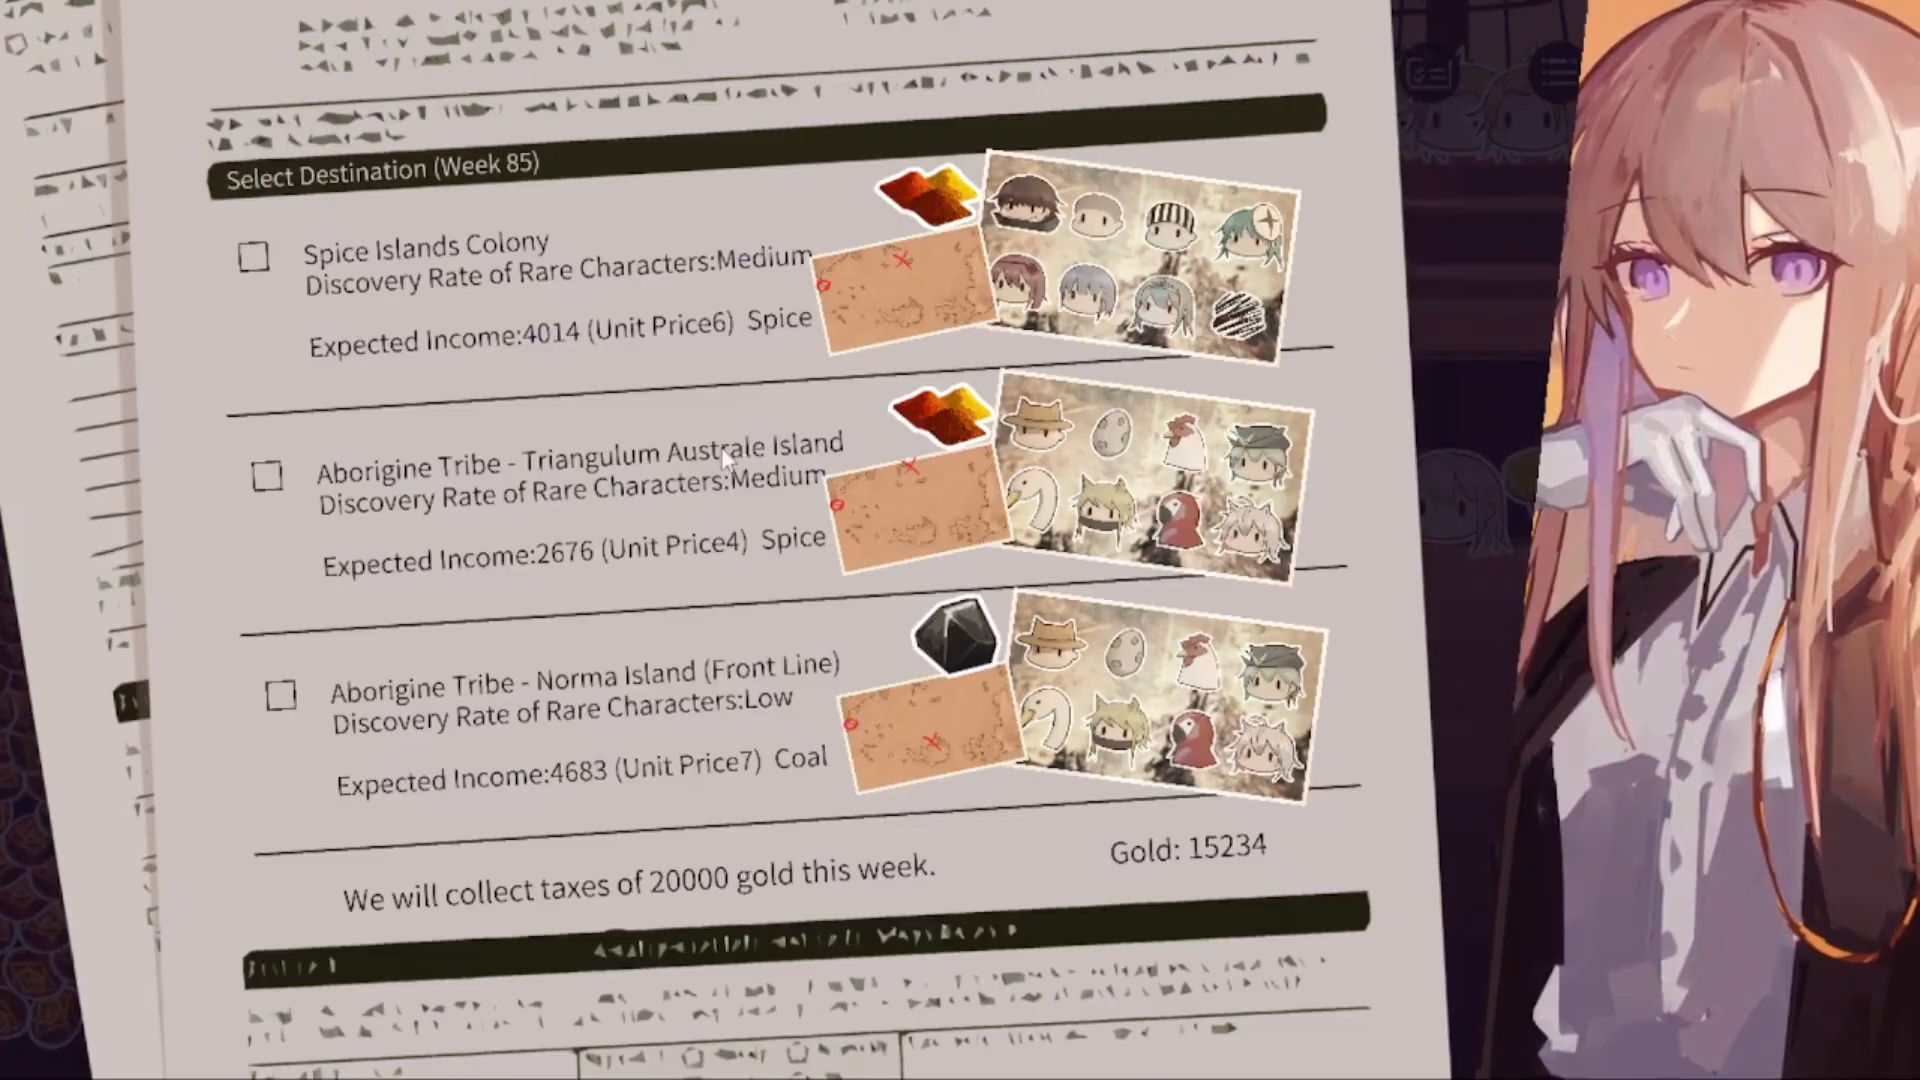 Select Destination (Week 85)
Spice Islands Colony
Discovery Rate of Rare Characters:Medium
Expected Income:4014 (Unit Price6) Spice
Aborigine Tribe - Triangulum Australe Island
Discovery Rate of Rare Characters:Medium
Expected Income:2676 (Unit Price4) Spice
Aborigine Tribe - Norma Island (Front Line)
Discovery Rate of Rare Characters:Low
Expected Income:4683 (Unit Price7) Coal
We will collect taxes of 20000 gold this week.
Gold: 15234